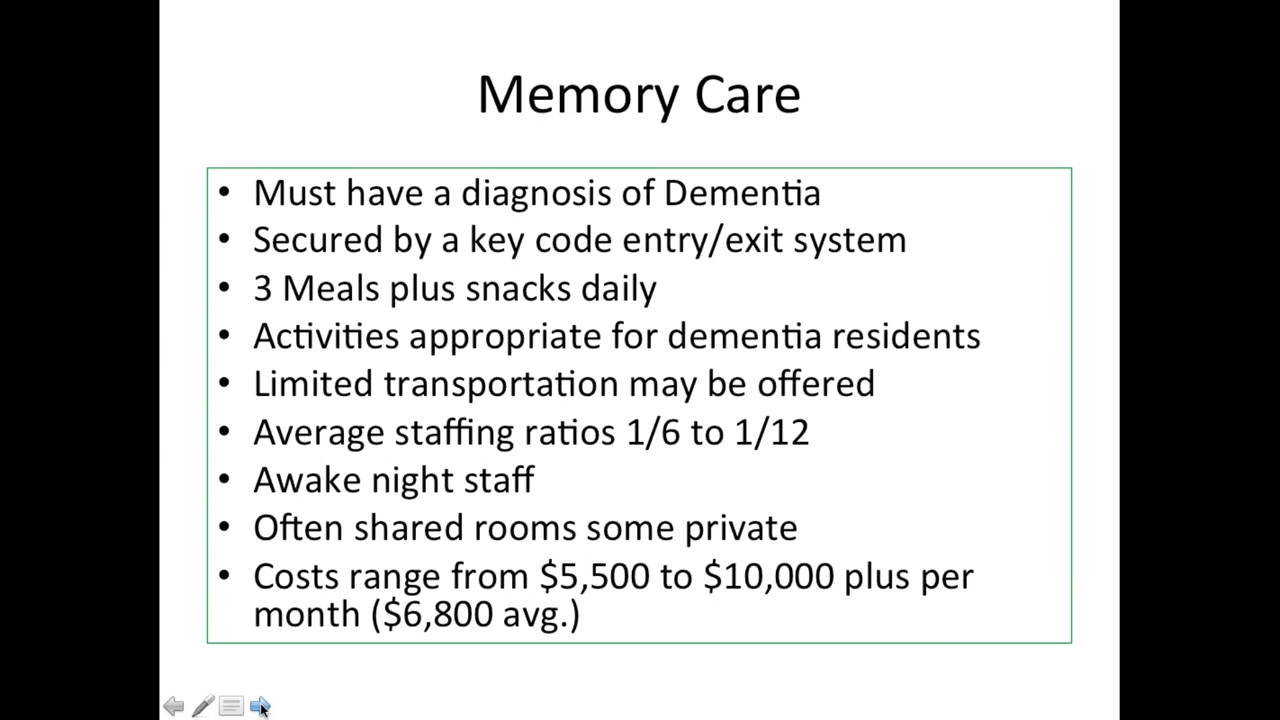 Memory Care
• Must have a diagnosis of Dementia
• Secured by a key code entry/exit system
• 3 Meals plus snacks daily
• Activities appropriate for dementia residents
• Limited transportation may be offered
• Average staffing ratios 1/6 to 1/12
• Awake night staff
• Often shared rooms some private
• Costs range from $5,500 to $10,000 plus per
month ($6,800 avg.)